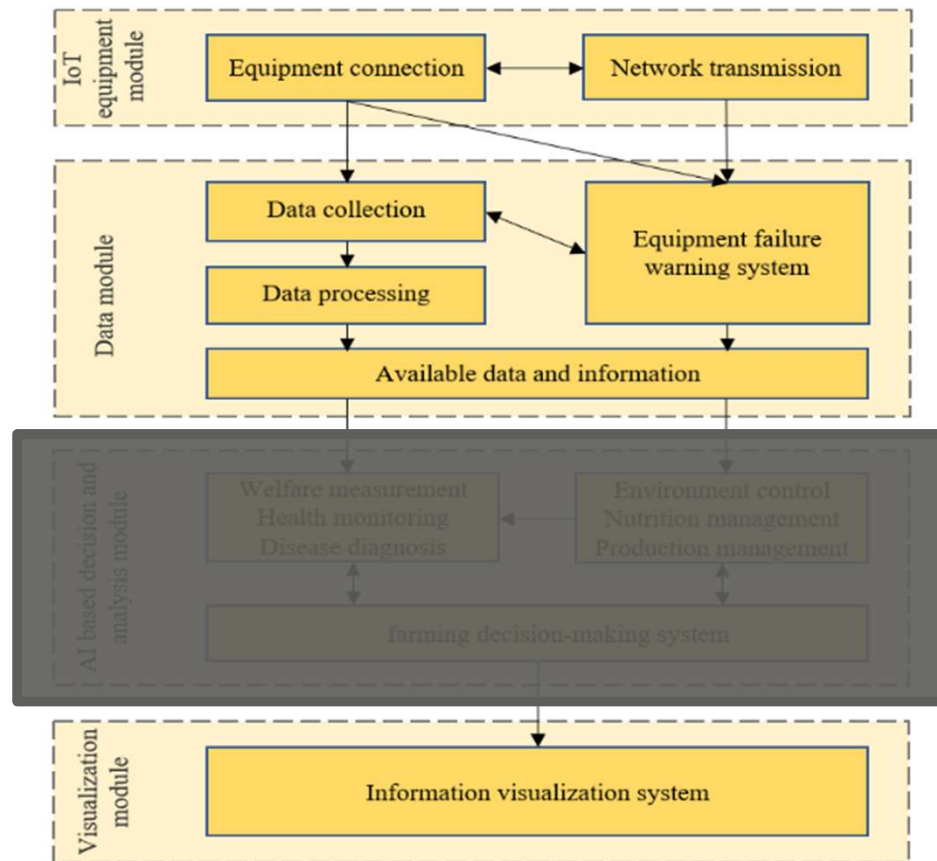 IoT
equipment
module
Equipment connection
Network transmission
Data module
Data collection
Equipment failure
warning system
Data processing
Available data and information
AI based decision and
analysis module
Welfare measurement
Health monitoring
Disease diagnosis
Environment control
Nutrition management
Production management
farming decision-making system
Visualization
module
Information visualization system